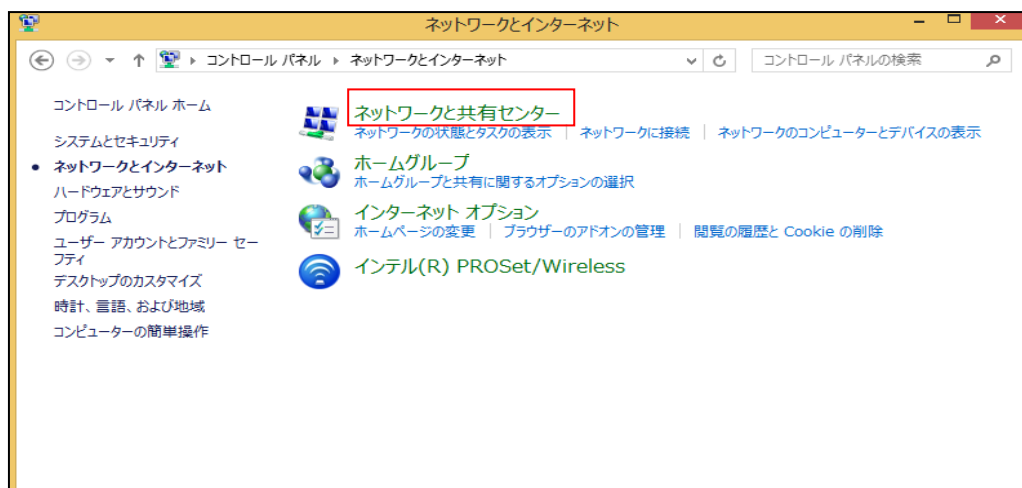 ネットワークとインターネット
コントロール パネル ネットワークとインターネット コントロール パネルの検索
コントロール パネル ホーム
システムとセキュリティ
ネットワークとインターネット
ハードウェアとサウンド
プログラム
ユーザー アカウントとファミリー セー
フティ
デスクトップのカスタマイズ
時計、言語、および地域
コンピューターの簡単操作
ネットワークと共有センター
ネットワークの状態とタスクの表示 ネットワークに接続 ネットワークのコンピューターとデバイスの表示
ホームグループ
ホームグループと共有に関するオプションの選択
インターネット オプション
ホームページの変更 ブラウザーのアドオンの管理 閲覧の履歴と Cookie の削除
インテル(R) PROSet/Wireless